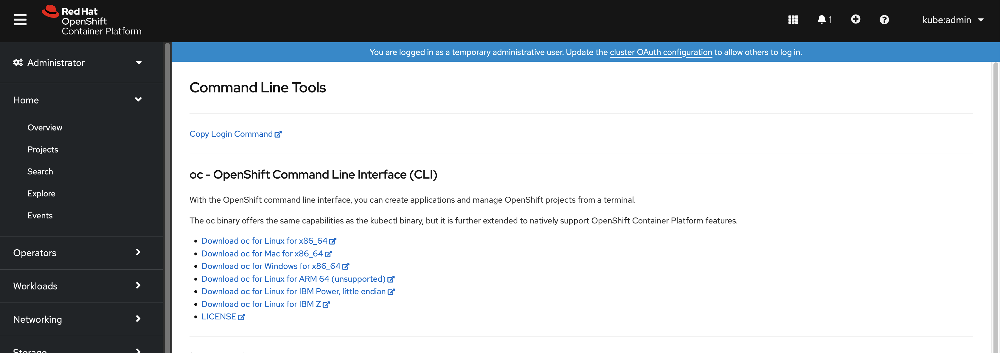 Red Hat
OpenShift
Container Platform
1
kube:admin
Administrator
Home
Overview
Projects
Search
Explore
Events
Operators
Workloads
Networking
Storage
You are logged in as a temporary administrative user. Update the cluster OAuth configuration to allow others to log in.
Command Line Tools
Copy Login Command
oc - OpenShift Command Line Interface (CLI)
With the OpenShift command line interface, you can create applications and manage OpenShift projects from a terminal.
The oc binary offers the same capabilities as the kubectl binary, but it is further extended to natively support OpenShift Container Platform features.
Download oc for Linux for x86_64
Download oc for Mac for x86_64
Download oc for Windows for x86_64
Download oc for Linux for ARM 64 (unsupported)
Download oc for Linux for IBM Power, little endian
Download oc for Linux for IBM Z
LICENSE